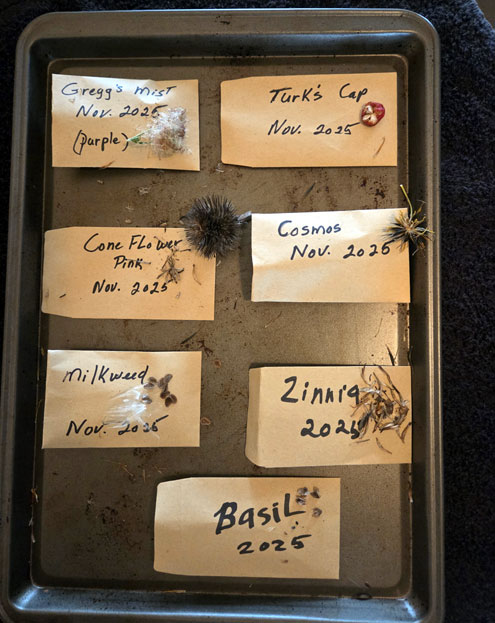 Gregg's Mist
Nov. 2025
(purple)
Turk's Cap
Nov. 2025
Cone Flower
Pink
Nov. 2025
Cosmos
Nov. 2025
Milkweed
Nov. 2025
Zinnia
2025
Basil
2025